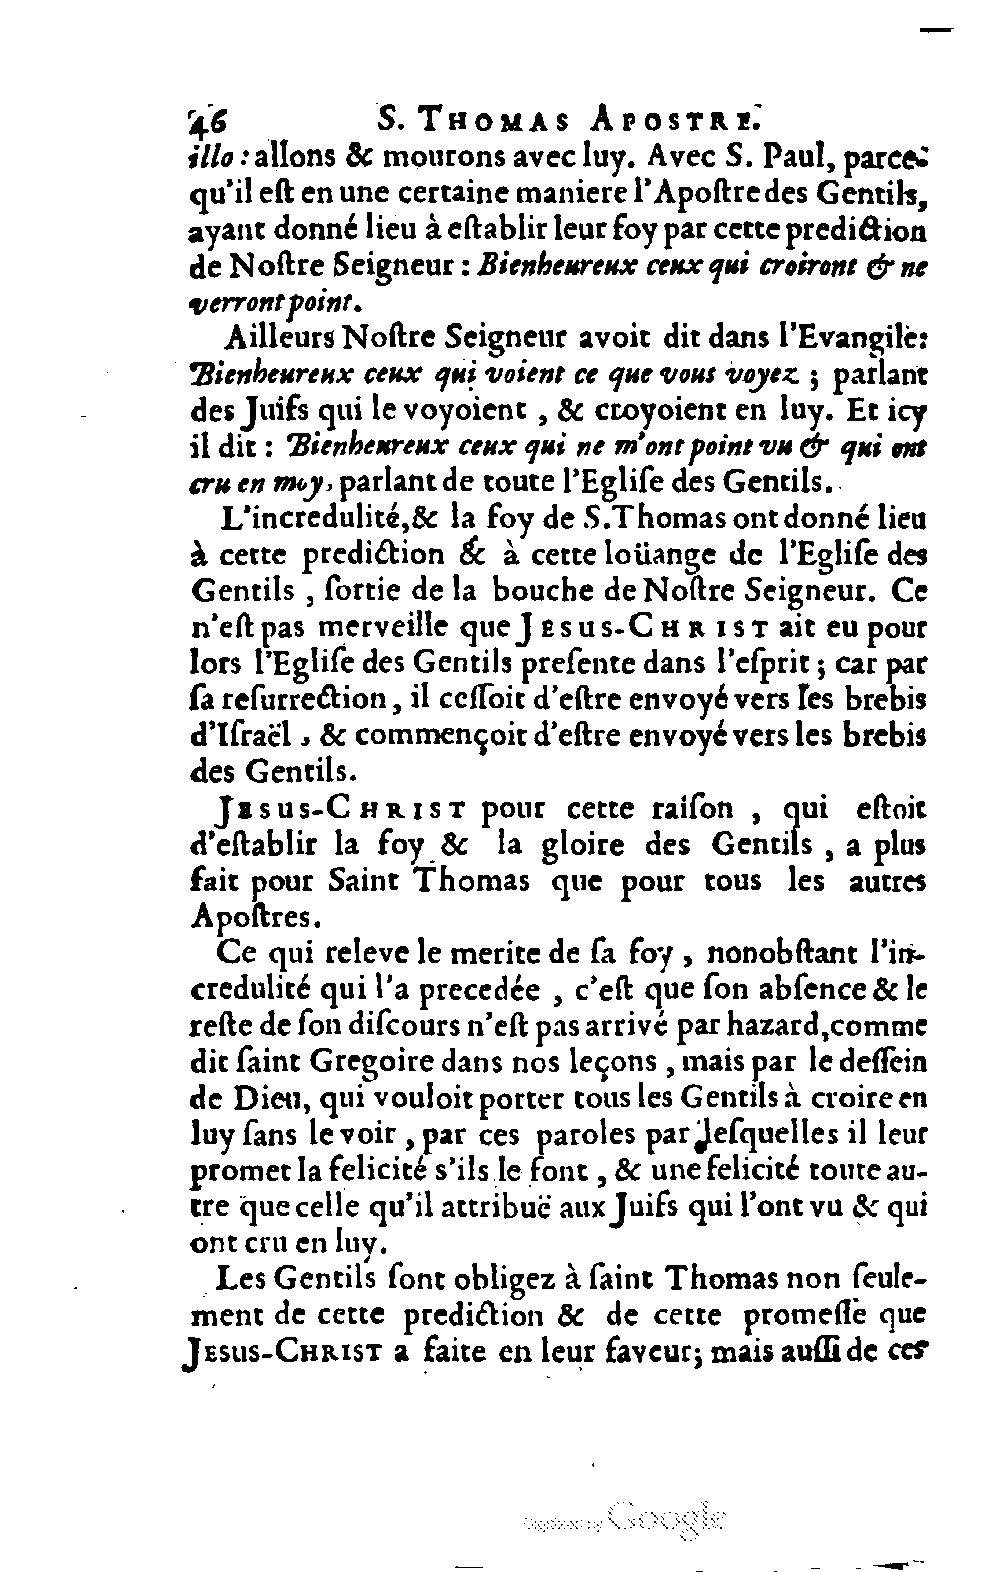 46 S. THOMAS APOSTRE.
illo : allons & mourons avec luy. Avec S. Paul, parce-
qu'il eſt en une certaine maniere l'Apoſtre des Gentils,
ayant donné lieu à eſtablir leur foy par cette prediction
de Noſtre Seigneur : Bienheureux ceux qui croiront & ne
verront point.
Ailleurs Noſtre Seigneur avoit dit dans l'Evangile:
Bienheureux ceux qui voient ce que vous voyez ; parlant
des Juifs qui le voyoient , & croyoient en luy. Et icy
il dit : Bienheureux ceux qui ne m'ont point vu & qui ont
cru en moy, parlant de toute l'Egliſe des Gentils.
L'incredulité,& la foy de S.Thomas ont donné lieu
à cette prediction & à cette loüange de l'Egliſe des
Gentils , ſortie de la bouche de Noſtre Seigneur. Ce
n'eſt pas merveille que JESUS-CHRIST ait eu pour
lors l'Egliſe des Gentils preſente dans l'eſprit ; car par
ſa reſurrection , il ceſſoit d'eſtre envoyé vers les brebis
d'Iſraël , & commençoit d'eſtre envoyé vers les brebis
des Gentils.
JESUS-CHRIST pour cette raiſon , qui eſtoit
d'eſtablir la foy & la gloire des Gentils , a plus
fait pour Saint Thomas que pour tous les autres
Apoſtres.
Ce qui releve le merite de ſa foy , nonobſtant l'in-
credulité qui l'a precedée , c'eſt que ſon abſence & le
reſte de ſon diſcours n'eſt pas arrivé par hazard,comme
dit ſaint Gregoire dans nos leçons , mais par le deſſein
de Dieu, qui vouloit porter tous les Gentils à croire en
luy ſans le voir , par ces paroles par leſquelles il leur
promet la felicité s'ils le font , & une felicité toute au-
tre que celle qu'il attribuë aux Juifs qui l'ont vu & qui
ont cru en luy.
Les Gentils ſont obligez à ſaint Thomas non ſeule-
ment de cette prediction & de cette promeſſe que
JESUS-CHRIST a faite en leur faveur; mais auſſi de ces
Digitized by Google